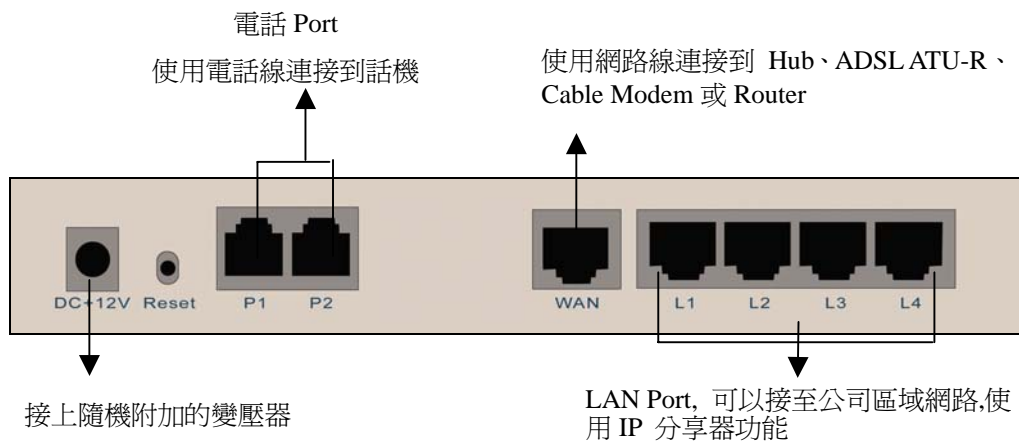 電話 Port
使用電話線連接到話機
使用網路線連接到 Hub、ADSL ATU-R、
Cable Modem 或 Router
DC+12V Reset P1 P2 WAN L1 L2 L3 L4
接上隨機附加的變壓器
LAN Port, 可以接至公司區域網路,使
用 IP 分享器功能